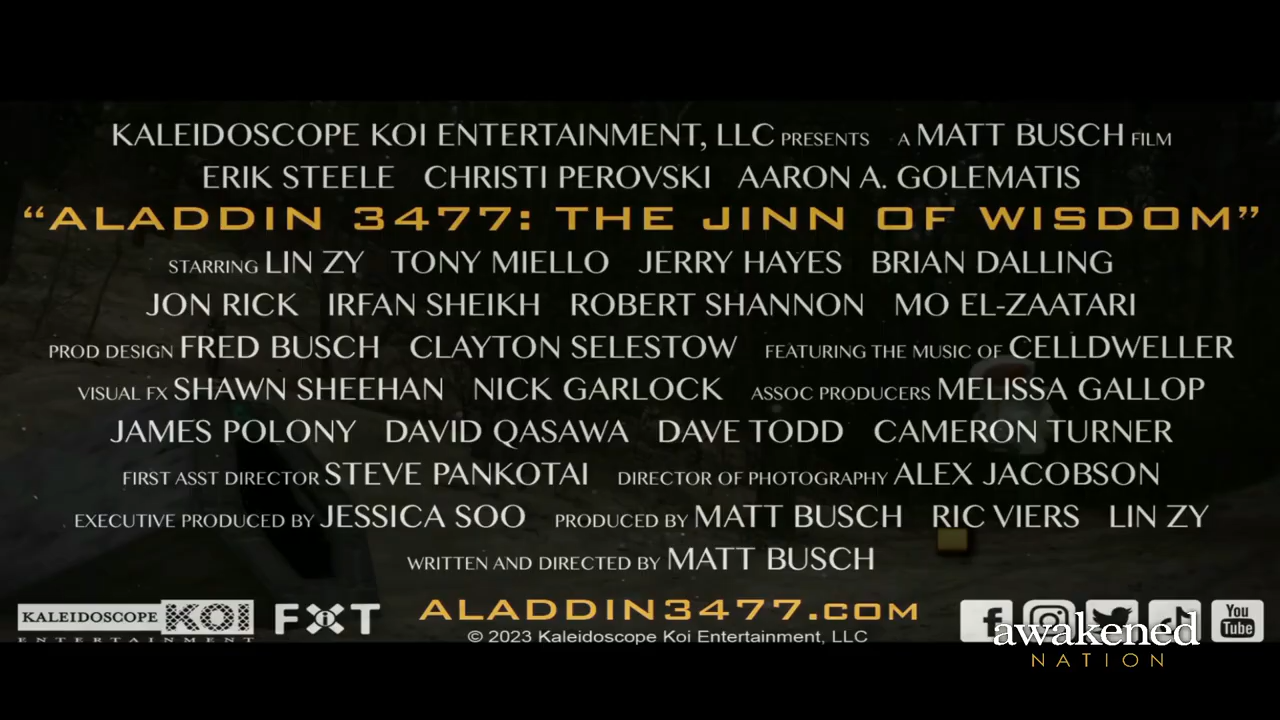 KALEIDOSCOPE KOI ENTERTAINMENT, LLC PRESENTS A MATT BUSCH FILM
ERIK STEELE CHRISTI PEROVSKI AARON A. GOLEMATIS
“ALADDIN 3477: THE JINN OF WISDOM”
STARRING LIN ZY TONY MIELLO JERRY HAYES BRIAN DALLING
JON RICK IRFAN SHEIKH ROBERT SHANNON MO EL-ZAATARI
PROD DESIGN FRED BUSCH CLAYTON SELESTOW FEATURING THE MUSIC OF CELLDWELLER
VISUAL FX SHAWN SHEEHAN NICK GARLOCK ASSOC PRODUCERS MELISSA GALLOP
JAMES POLONY DAVID QASAWA DAVE TODD CAMERON TURNER
FIRST ASST DIRECTOR STEVE PANKOTAI DIRECTOR OF PHOTOGRAPHY ALEX JACOBSON
EXECUTIVE PRODUCED BY JESSICA SOO PRODUCED BY MATT BUSCH RIC VIERS LIN ZY
WRITTEN AND DIRECTED BY MATT BUSCH
KALEIDOSCOPE KOI
ENTERTAINMENT
FXT
ALADDIN3477.COM
© 2023 Kaleidoscope Koi Entertainment, LLC
You
Tube
awakened
NATION